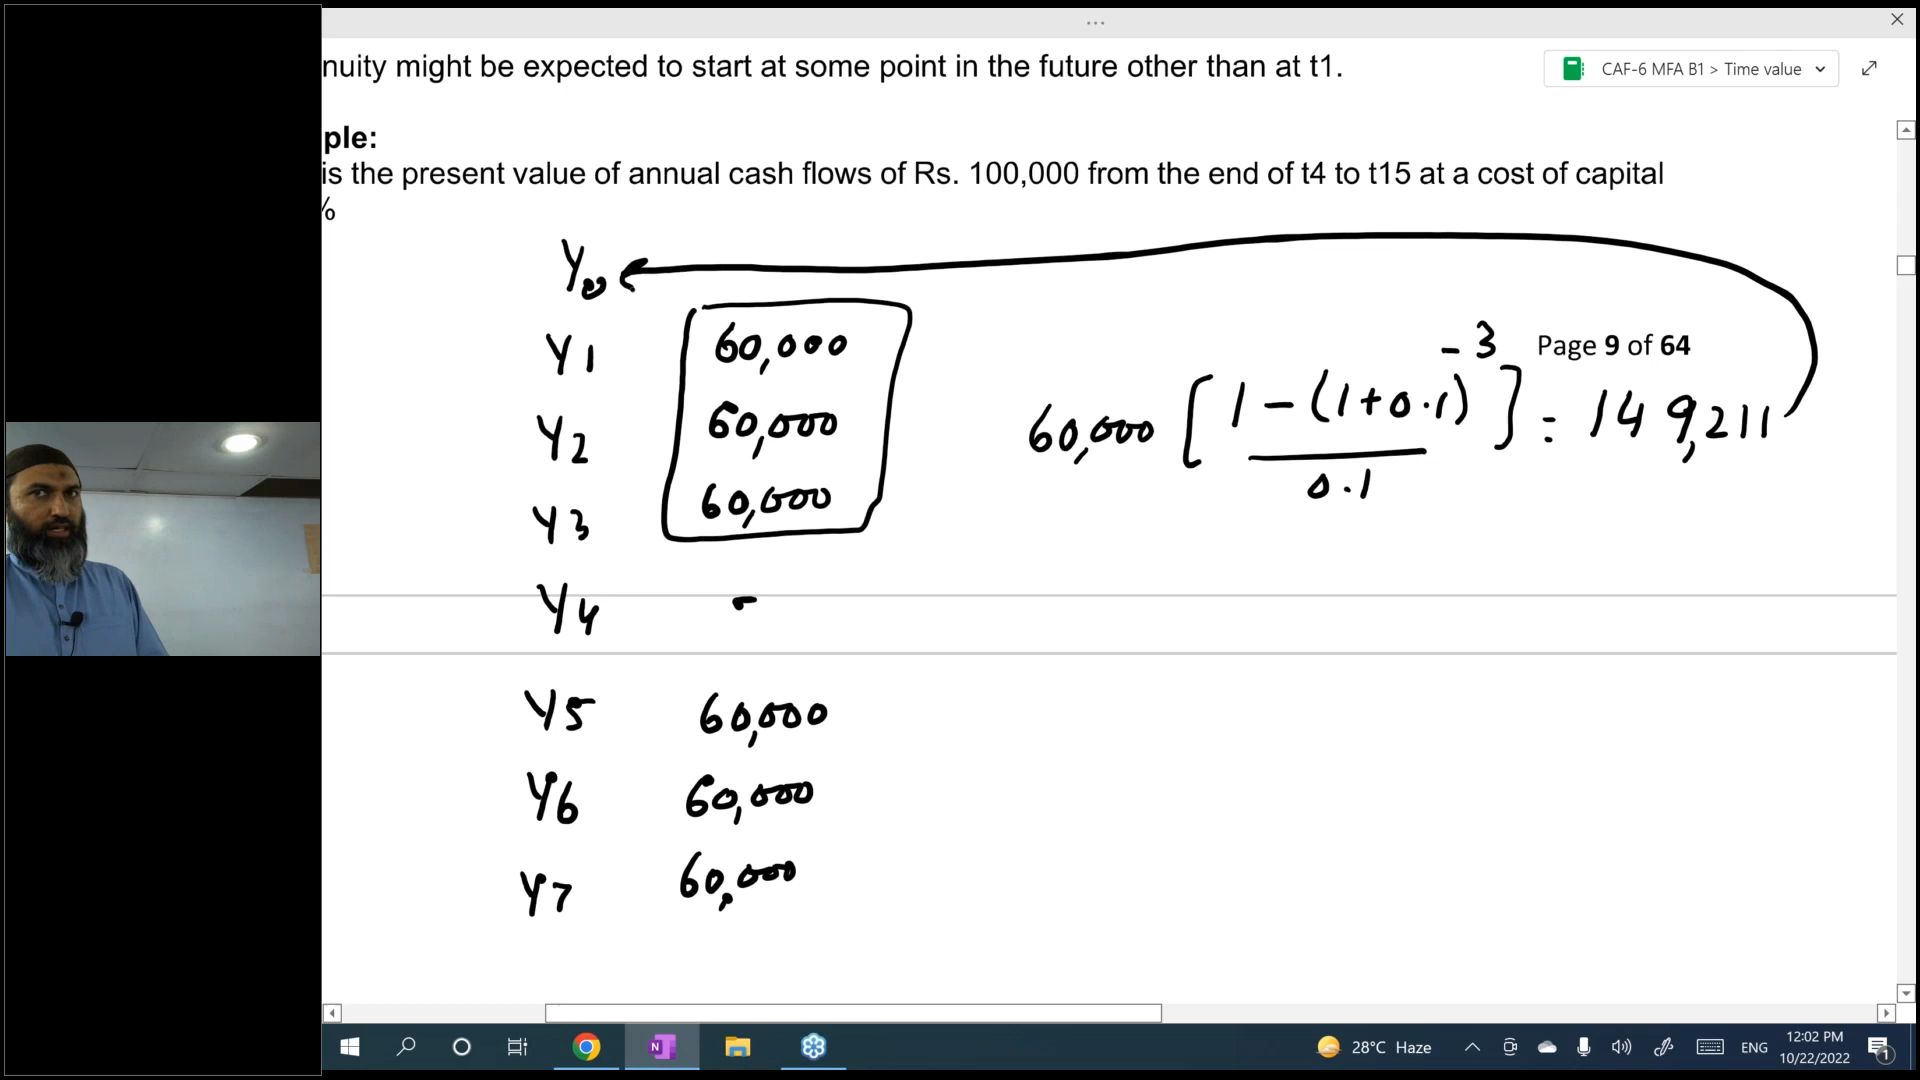 nuity might be expected to start at some point in the future other than at t1.
CAF-6 MFA B1 > Time value
ple:
is the present value of annual cash flows of Rs. 100,000 from the end of t4 to t15 at a cost of capital
%
Y0
Y1 60,000
Y2 60,000
Y3 60,000
60,000 [1-(1+0.1)^-3 / 0.1] = 149,211
Page 9 of 64
Y4 -
Y5 60,000
Y6 60,000
Y7 60,000
28°C Haze
ENG
12:02 PM
10/22/2022
1